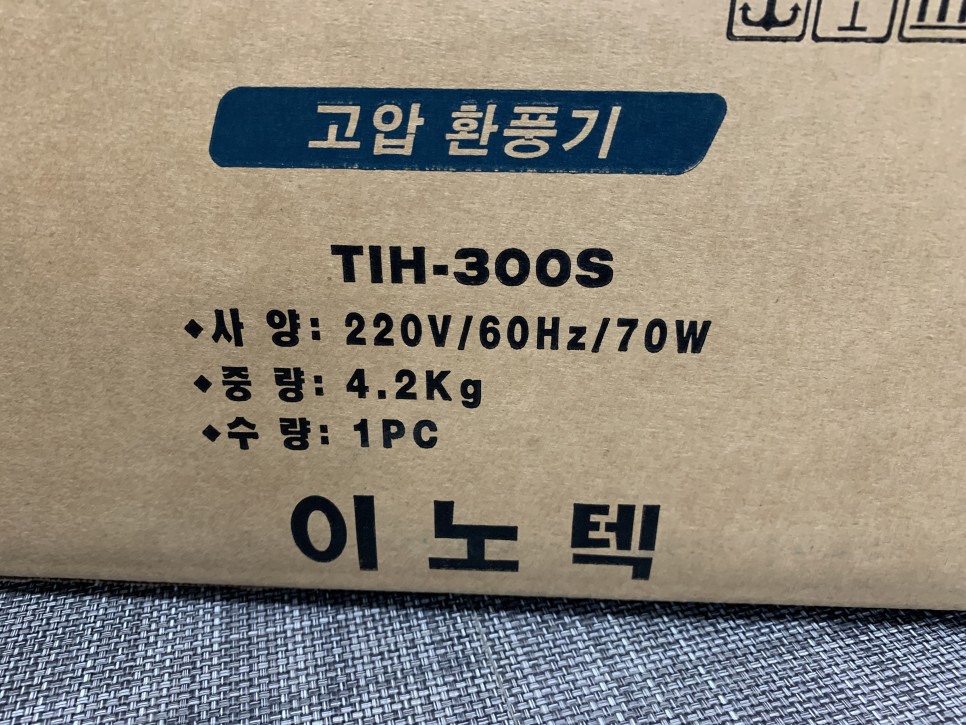 고압 환풍기
TIH-300S
◆사 양: 220V/60Hz/70W
◆중 량: 4.2Kg
◆수 량: 1PC
이노텍